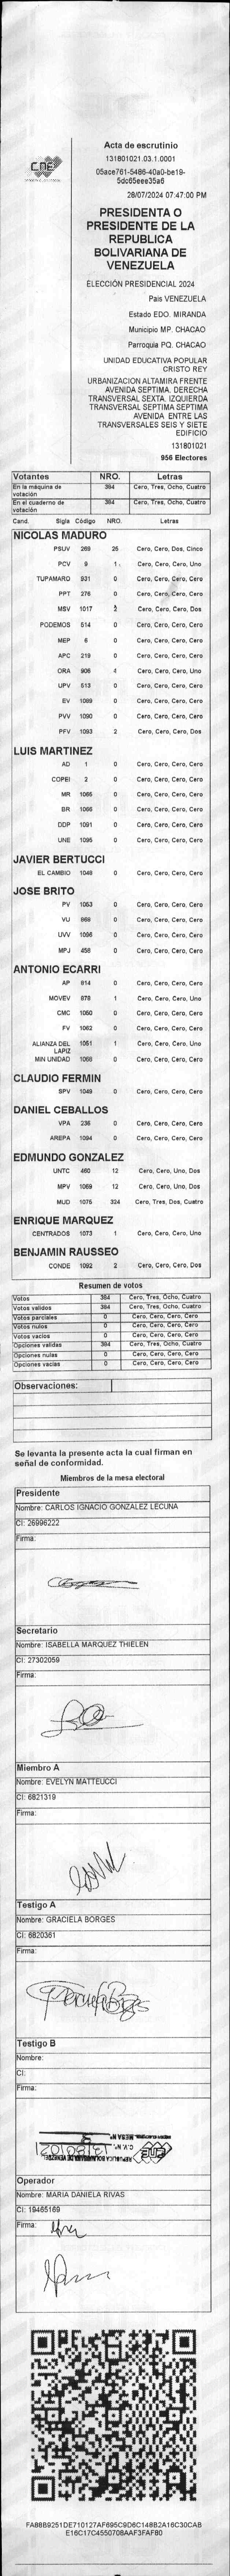 CNE
Acta de escrutinio
131801021.03.1.0001
05ace761-5486-40a0-be19-
5dc65eee35a6
28/07/2024 07:47:00 PM
PRESIDENTA O
PRESIDENTE DE LA
REPUBLICA
BOLIVARIANA DE
VENEZUELA
ELECCIÓN PRESIDENCIAL 2024
Pais VENEZUELA
Estado EDO. MIRANDA
Municipio MP. CHACAO
Parroquia PQ. CHACAO
UNIDAD EDUCATIVA POPULAR
CRISTO REY
URBANIZACION ALTAMIRA FRENTE
AVENIDA SEPTIMA. DERECHA
TRANSVERSAL SEXTA. IZQUIERDA
TRANSVERSAL SEPTIMA SEPTIMA
AVENIDA ENTRE LAS
TRANSVERSALES SEIS Y SIETE
EDIFICIO
131801021
956 Electores
Votantes NRO. Letras
En la máquina de votación 384 Cero, Tres, Ocho, Cuatro
En el cuaderno de votación 384 Cero, Tres, Ocho, Cuatro
Cand. Sigla Código NRO. Letras
NICOLAS MADURO
PSUV 269 25 Cero, Cero, Dos, Cinco
PCV 9 1 Cero, Cero, Cero, Uno
TUPAMARO 931 0 Cero, Cero, Cero, Cero
PPT 276 0 Cero, Cero, Cero, Cero
MSV 1017 2 Cero, Cero, Cero, Dos
PODEMOS 514 0 Cero, Cero, Cero, Cero
MEP 6 0 Cero, Cero, Cero, Cero
APC 219 0 Cero, Cero, Cero, Cero
ORA 906 1 Cero, Cero, Cero, Uno
UPV 513 0 Cero, Cero, Cero, Cero
EV 1089 0 Cero, Cero, Cero, Cero
PVV 1090 0 Cero, Cero, Cero, Cero
PFV 1093 2 Cero, Cero, Cero, Dos
LUIS MARTINEZ
AD 1 0 Cero, Cero, Cero, Cero
COPEI 2 0 Cero, Cero, Cero, Cero
MR 1065 0 Cero, Cero, Cero, Cero
BR 1066 0 Cero, Cero, Cero, Cero
DDP 1091 0 Cero, Cero, Cero, Cero
UNE 1095 0 Cero, Cero, Cero, Cero
JAVIER BERTUCCI
EL CAMBIO 1048 0 Cero, Cero, Cero, Cero
JOSE BRITO
PV 1053 0 Cero, Cero, Cero, Cero
VU 868 0 Cero, Cero, Cero, Cero
UVV 1096 0 Cero, Cero, Cero, Cero
MPJ 456 0 Cero, Cero, Cero, Cero
ANTONIO ECARRI
AP 814 0 Cero, Cero, Cero, Cero
MOVEV 878 1 Cero, Cero, Cero, Uno
CMC 1060 0 Cero, Cero, Cero, Cero
FV 1062 0 Cero, Cero, Cero, Cero
ALIANZA DEL LAPIZ 1051 1 Cero, Cero, Cero, Uno
MIN UNIDAD 1068 0 Cero, Cero, Cero, Cero
CLAUDIO FERMIN
SPV 1049 0 Cero, Cero, Cero, Cero
DANIEL CEBALLOS
VPA 236 0 Cero, Cero, Cero, Cero
AREPA 1094 0 Cero, Cero, Cero, Cero
EDMUNDO GONZALEZ
UNTC 460 12 Cero, Cero, Uno, Dos
MPV 1069 12 Cero, Cero, Uno, Dos
MUD 1075 324 Cero, Tres, Dos, Cuatro
ENRIQUE MARQUEZ
CENTRADOS 1073 1 Cero, Cero, Cero, Uno
BENJAMIN RAUSSEO
CONDE 1092 2 Cero, Cero, Cero, Dos
Resumen de votos
Votos 384 Cero, Tres, Ocho, Cuatro
Votos validos 384 Cero, Tres, Ocho, Cuatro
Votos parciales 0 Cero, Cero, Cero, Cero
Votos nulos 0 Cero, Cero, Cero, Cero
Votos vacios 0 Cero, Cero, Cero, Cero
Opciones validas 384 Cero, Tres, Ocho, Cuatro
Opciones nulas 0 Cero, Cero, Cero, Cero
Opciones vacias 0 Cero, Cero, Cero, Cero
Observaciones:
Se levanta la presente acta la cual firman en
señal de conformidad.
Miembros de la mesa electoral
Presidente
Nombre: CARLOS IGNACIO GONZALEZ LECUNA
CI: 26996222
Firma:
Secretario
Nombre: ISABELLA MARQUEZ THIELEN
CI: 27302059
Firma:
Miembro A
Nombre: EVELYN MATTEUCCI
CI: 6821319
Firma:
Testigo A
Nombre: GRACIELA BORGES
CI: 6820361
Firma:
Graciela Borges
Testigo B
Nombre:
CI:
Firma:
CNE
C.V. Nº.
MESA Nº
REPUBLICA BOLIVARIANA DE VENEZUELA
Operador
Nombre: MARIA DANIELA RIVAS
CI: 19465169
Firma:
FA88B9251DE710127AF695C9D6C148B2A16C30CAB
E16C17C4550708AAF3FAF80